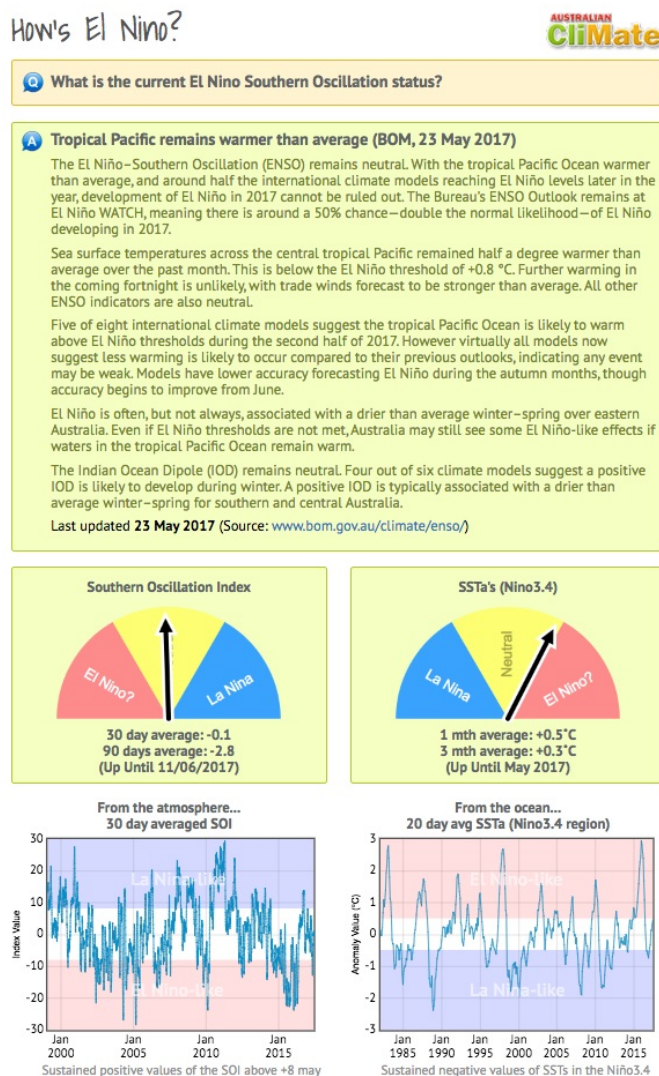 How's El Nino?
AUSTRALIAN
CliMate
Q What is the current El Nino Southern Oscillation status?
A Tropical Pacific remains warmer than average (BOM, 23 May 2017)
The El Niño–Southern Oscillation (ENSO) remains neutral. With the tropical Pacific Ocean warmer
than average, and around half the international climate models reaching El Niño levels later in the
year, development of El Niño in 2017 cannot be ruled out. The Bureau's ENSO Outlook remains at
El Niño WATCH, meaning there is around a 50% chance—double the normal likelihood—of El Niño
developing in 2017.
Sea surface temperatures across the central tropical Pacific remained half a degree warmer than
average over the past month. This is below the El Niño threshold of +0.8 °C. Further warming in
the coming fortnight is unlikely, with trade winds forecast to be stronger than average. All other
ENSO indicators are also neutral.
Five of eight international climate models suggest the tropical Pacific Ocean is likely to warm
above El Niño thresholds during the second half of 2017. However virtually all models now
suggest less warming is likely to occur compared to their previous outlooks, indicating any event
may be weak. Models have lower accuracy forecasting El Niño during the autumn months, though
accuracy begins to improve from June.
El Niño is often, but not always, associated with a drier than average winter–spring over eastern
Australia. Even if El Niño thresholds are not met, Australia may still see some El Niño-like effects if
waters in the tropical Pacific Ocean remain warm.
The Indian Ocean Dipole (IOD) remains neutral. Four out of six climate models suggest a positive
IOD is likely to develop during winter. A positive IOD is typically associated with a drier than
average winter–spring for southern and central Australia.
Last updated 23 May 2017 (Source: www.bom.gov.au/climate/enso/)
Southern Oscillation Index
El Nino?
La Nina
30 day average: -0.1
90 days average: -2.8
(Up Until 11/06/2017)
SSTa's (Nino3.4)
La Nina
Neutral
El Nino?
1 mth average: +0.5˚C
3 mth average: +0.3˚C
(Up Until May 2017)
From the atmosphere...
30 day averaged SOI
Index Value
30
20
10
0
-10
-20
-30
La Nina-like
El Nino-like
Jan Jan Jan Jan
2000 2005 2010 2015
Sustained positive values of the SOI above +8 may
From the ocean...
20 day avg SSTa (Nino3.4 region)
Anomaly Value (°C)
3
2
1
0
-1
-2
-3
El Nino-like
La Nina-like
Jan Jan Jan Jan Jan Jan Jan
1985 1990 1995 2000 2005 2010 2015
Sustained negative values of SSTs in the Niño3.4